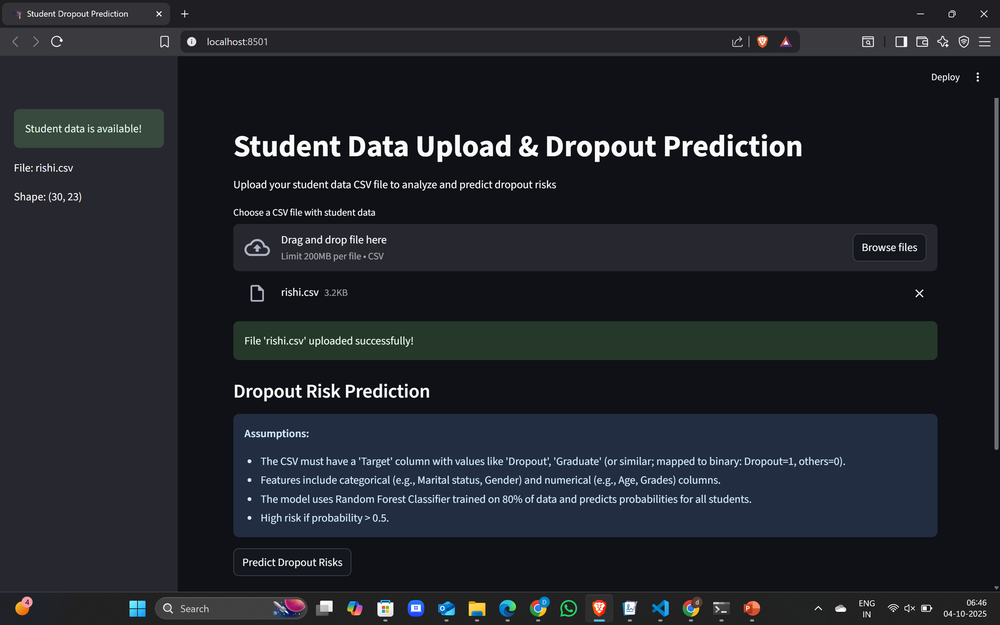 Student Dropout Prediction
localhost:8501
Deploy
Student data is available!
File: rishi.csv
Shape: (30, 23)
Student Data Upload & Dropout Prediction
Upload your student data CSV file to analyze and predict dropout risks
Choose a CSV file with student data
Drag and drop file here
Limit 200MB per file • CSV
Browse files
rishi.csv 3.2KB
File 'rishi.csv' uploaded successfully!
Dropout Risk Prediction
Assumptions:
• The CSV must have a 'Target' column with values like 'Dropout', 'Graduate' (or similar; mapped to binary: Dropout=1, others=0).
• Features include categorical (e.g., Marital status, Gender) and numerical (e.g., Age, Grades) columns.
• The model uses Random Forest Classifier trained on 80% of data and predicts probabilities for all students.
• High risk if probability > 0.5.
Predict Dropout Risks
4
Search
D
d
ENG
IN
06:46
04-10-2025